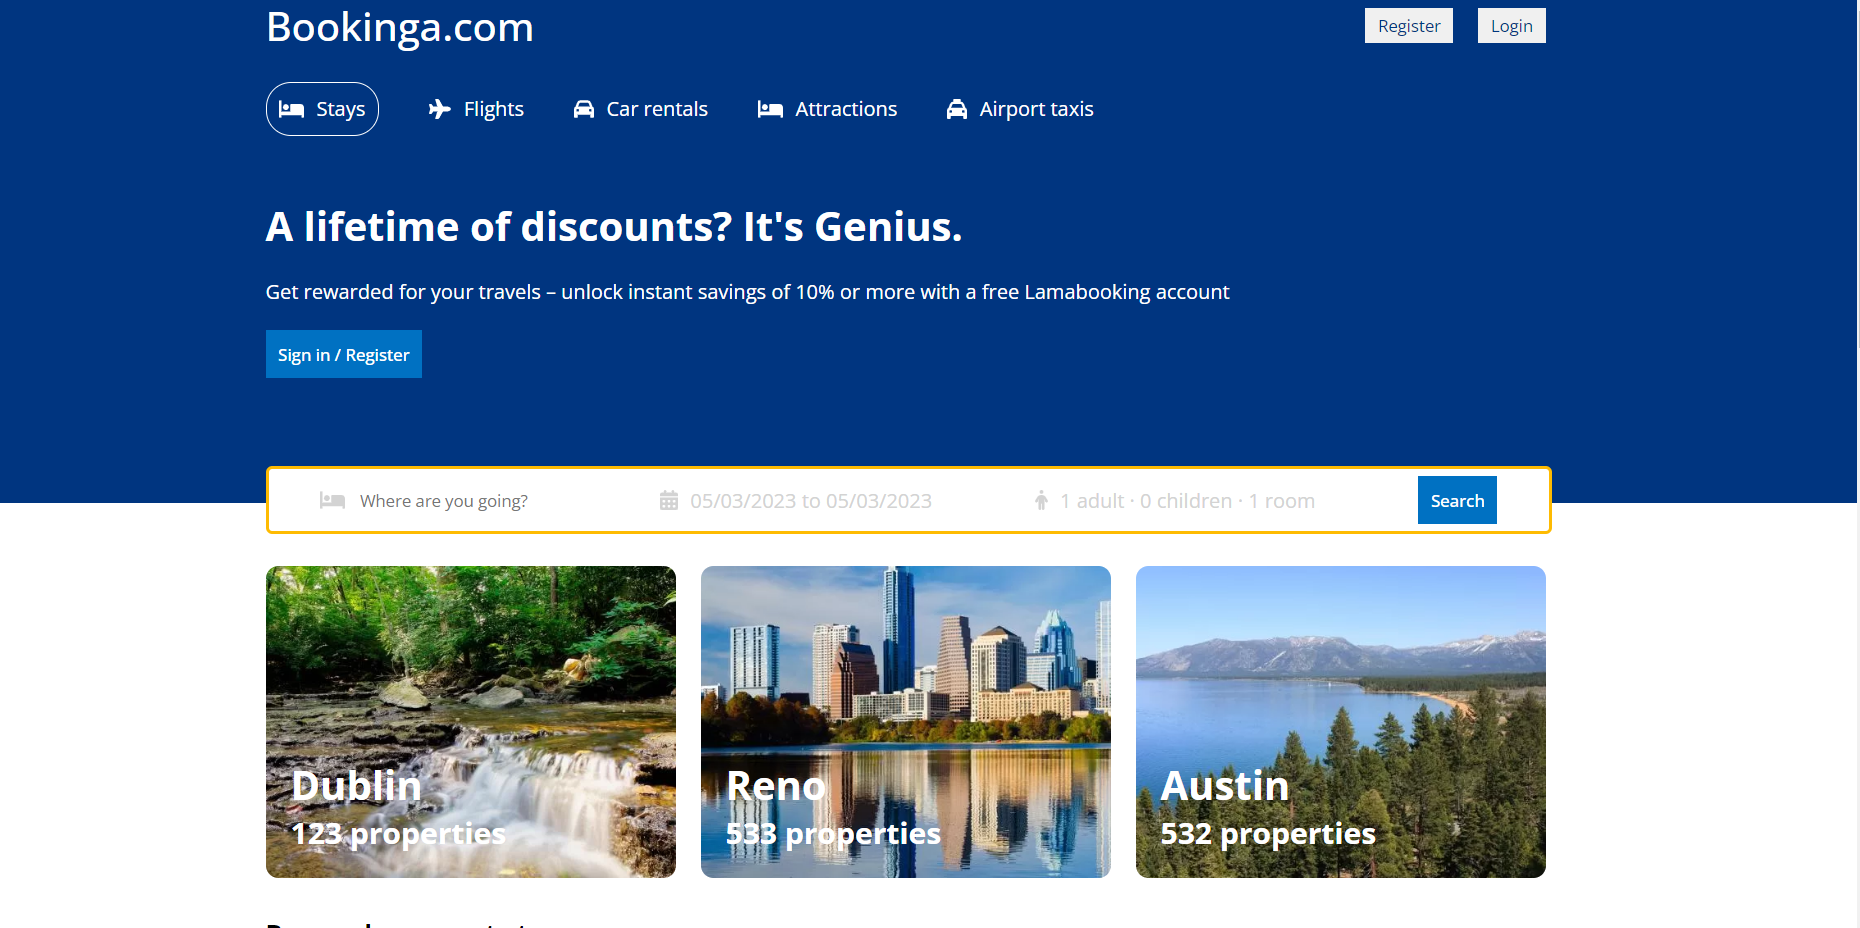 Bookinga.com
Register
Login
Stays
Flights
Car rentals
Attractions
Airport taxis
A lifetime of discounts? It's Genius.
Get rewarded for your travels – unlock instant savings of 10% or more with a free Lamabooking account
Sign in / Register
Where are you going?
05/03/2023 to 05/03/2023
1 adult · 0 children · 1 room
Search
Dublin
123 properties
Reno
533 properties
Austin
532 properties